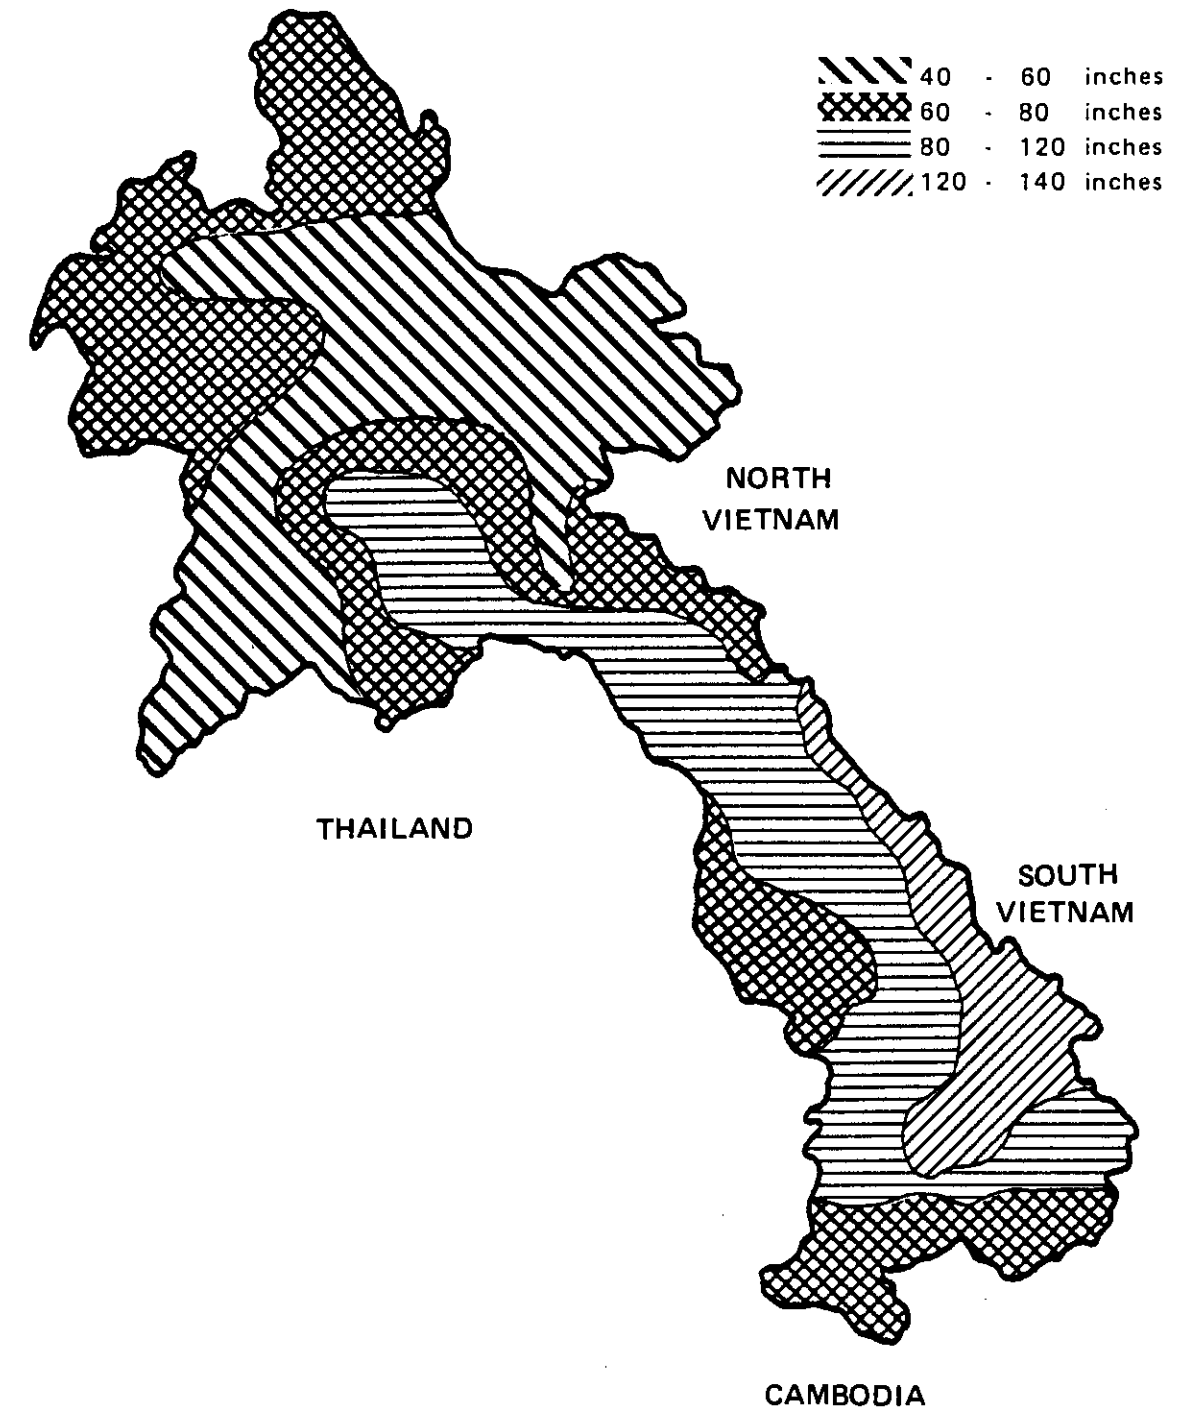 40 - 60 inches
60 - 80 inches
80 - 120 inches
120 - 140 inches
NORTH
VIETNAM
THAILAND
SOUTH
VIETNAM
CAMBODIA